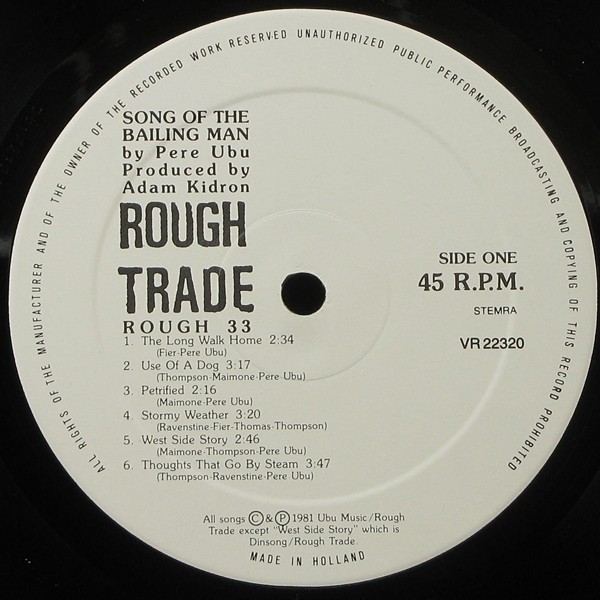 ALL RIGHTS OF THE MANUFACTURER AND OF THE OWNER OF THE RECORDED WORK RESERVED UNAUTHORIZED PUBLIC PERFORMANCE BROADCASTING AND COPYING OF THIS RECORD PROHIBITED
SONG OF THE
BAILING MAN
by Pere Ubu
Produced by
Adam Kidron
ROUGH
TRADE
ROUGH 33
SIDE ONE
45 R.P.M.
STEMRA
VR 22320
1. The Long Walk Home 2:34
(Fier-Pere Ubu)
2. Use Of A Dog 3:17
(Thompson-Maimone-Pere Ubu)
3. Petrified 2:16
(Maimone-Pere Ubu)
4. Stormy Weather 3:20
(Ravenstine-Fier-Thomas-Thompson)
5. West Side Story 2:46
(Maimone-Thompson-Pere Ubu)
6. Thoughts That Go By Steam 3:47
(Thompson-Ravenstine-Pere Ubu)
All songs Ⓒ & Ⓟ 1981 Ubu Music/Rough
Trade except "West Side Story" which is
Dinsong/Rough Trade.
MADE IN HOLLAND